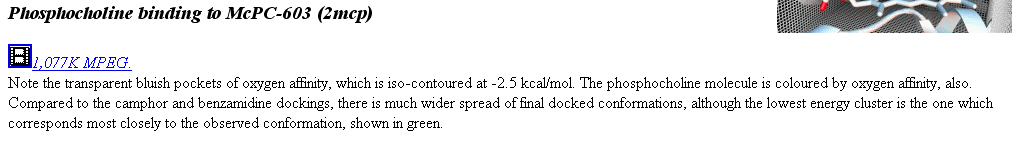 Phosphocholine binding to McPC-603 (2mcp)
1,077K MPEG.
Note the transparent bluish pockets of oxygen affinity, which is iso-contoured at -2.5 kcal/mol. The phosphocholine molecule is coloured by oxygen affinity, also.
Compared to the camphor and benzamidine dockings, there is much wider spread of final docked conformations, although the lowest energy cluster is the one which
corresponds most closely to the observed conformation, shown in green.